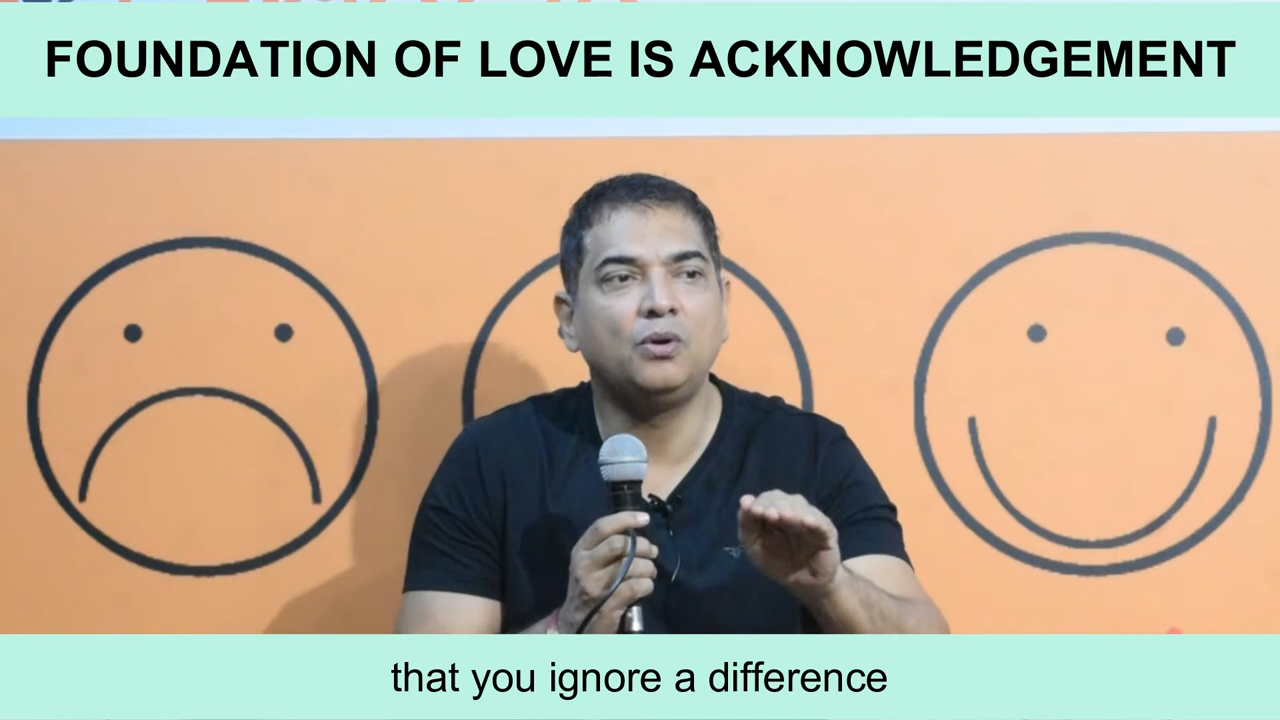 FOUNDATION OF LOVE IS ACKNOWLEDGEMENT
that you ignore a difference